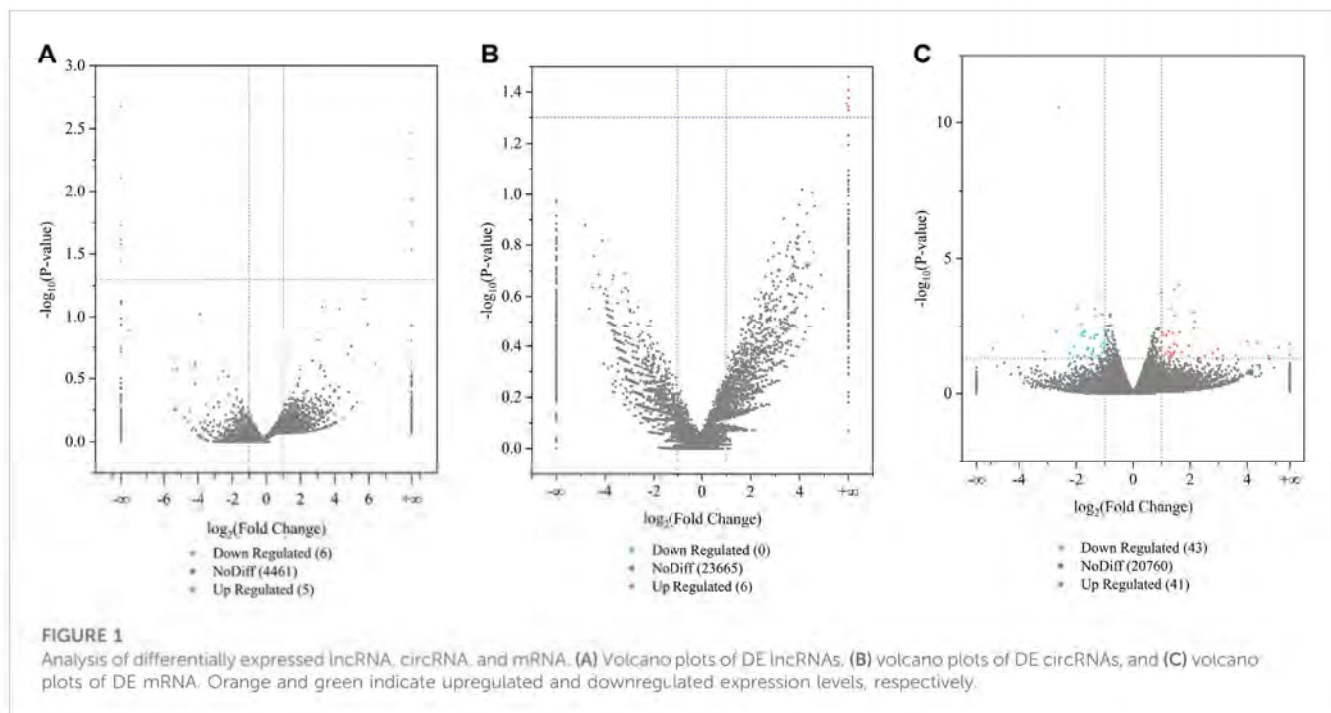 A
3.0
2.5
2.0
1.5
1.0
0.5
0.0
-log10(P-value)
-∞ -6 -4 -2 0 2 4 6 +∞
log2(Fold Change)
Down Regulated (6)
NoDiff (4461)
Up Regulated (5)
B
1.4
1.2
1.0
0.8
0.6
0.4
0.2
0.0
-log10(P-value)
-∞ -4 -2 0 2 4 +∞
log2(Fold Change)
Down Regulated (0)
NoDiff (23665)
Up Regulated (6)
C
10
5
0
-log10(P-value)
-∞ -4 -2 0 2 4 +∞
log2(Fold Change)
Down Regulated (43)
NoDiff (20760)
Up Regulated (41)
FIGURE 1
Analysis of differentially expressed lncRNA, circRNA, and mRNA. (A) Volcano plots of DE lncRNAs, (B) volcano plots of DE circRNAs, and (C) volcano
plots of DE mRNA. Orange and green indicate upregulated and downregulated expression levels, respectively.